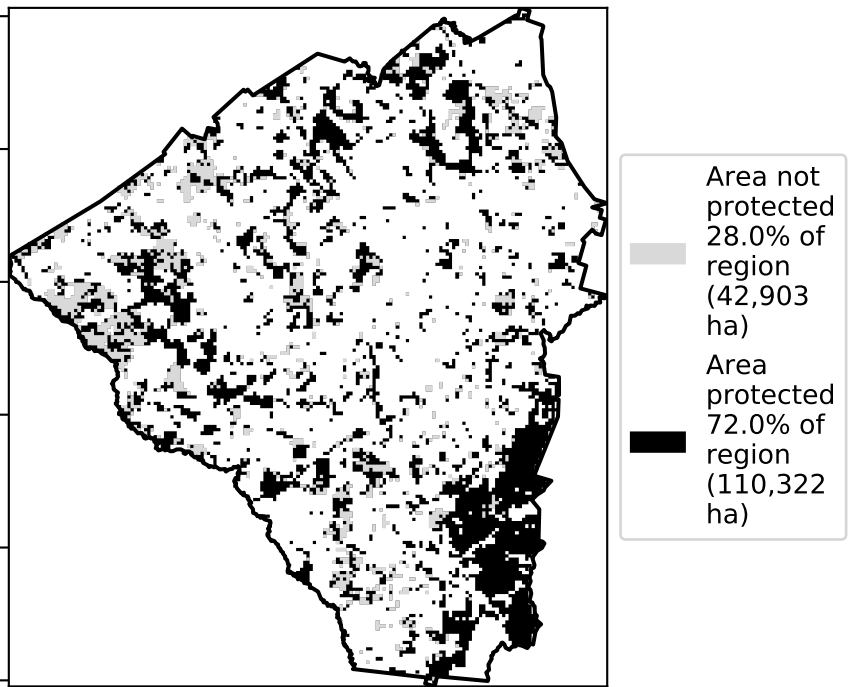 Area not
protected
28.0% of
region
(42,903
ha)
Area
protected
72.0% of
region
(110,322
ha)